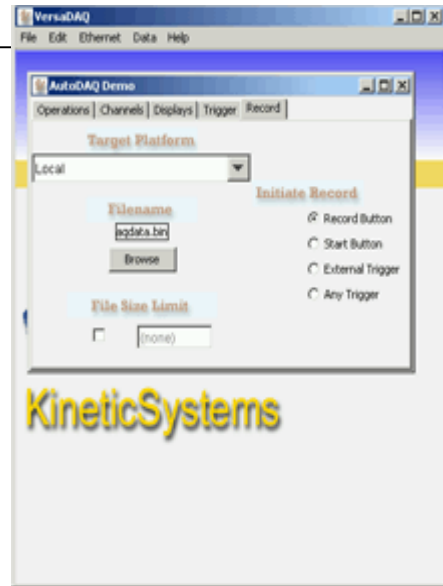 VersaDAQ
File Edit Ethernet Data Help
AutoDAQ Demo
Operations Channels Displays Trigger Record
Target Platform
Local
Initiate Record
Filename
aqdata.bin
Browse
Record Button
Start Button
External Trigger
Any Trigger
File Size Limit
(none)
KineticSystems